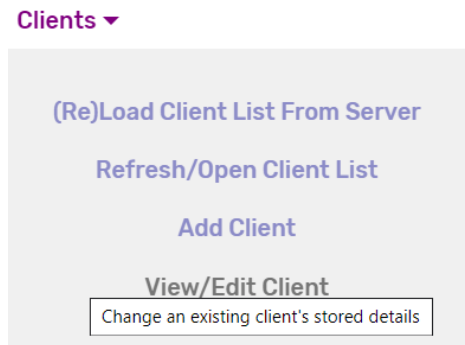 Clients
(Re)Load Client List From Server
Refresh/Open Client List
Add Client
View/Edit Client
Change an existing client's stored details